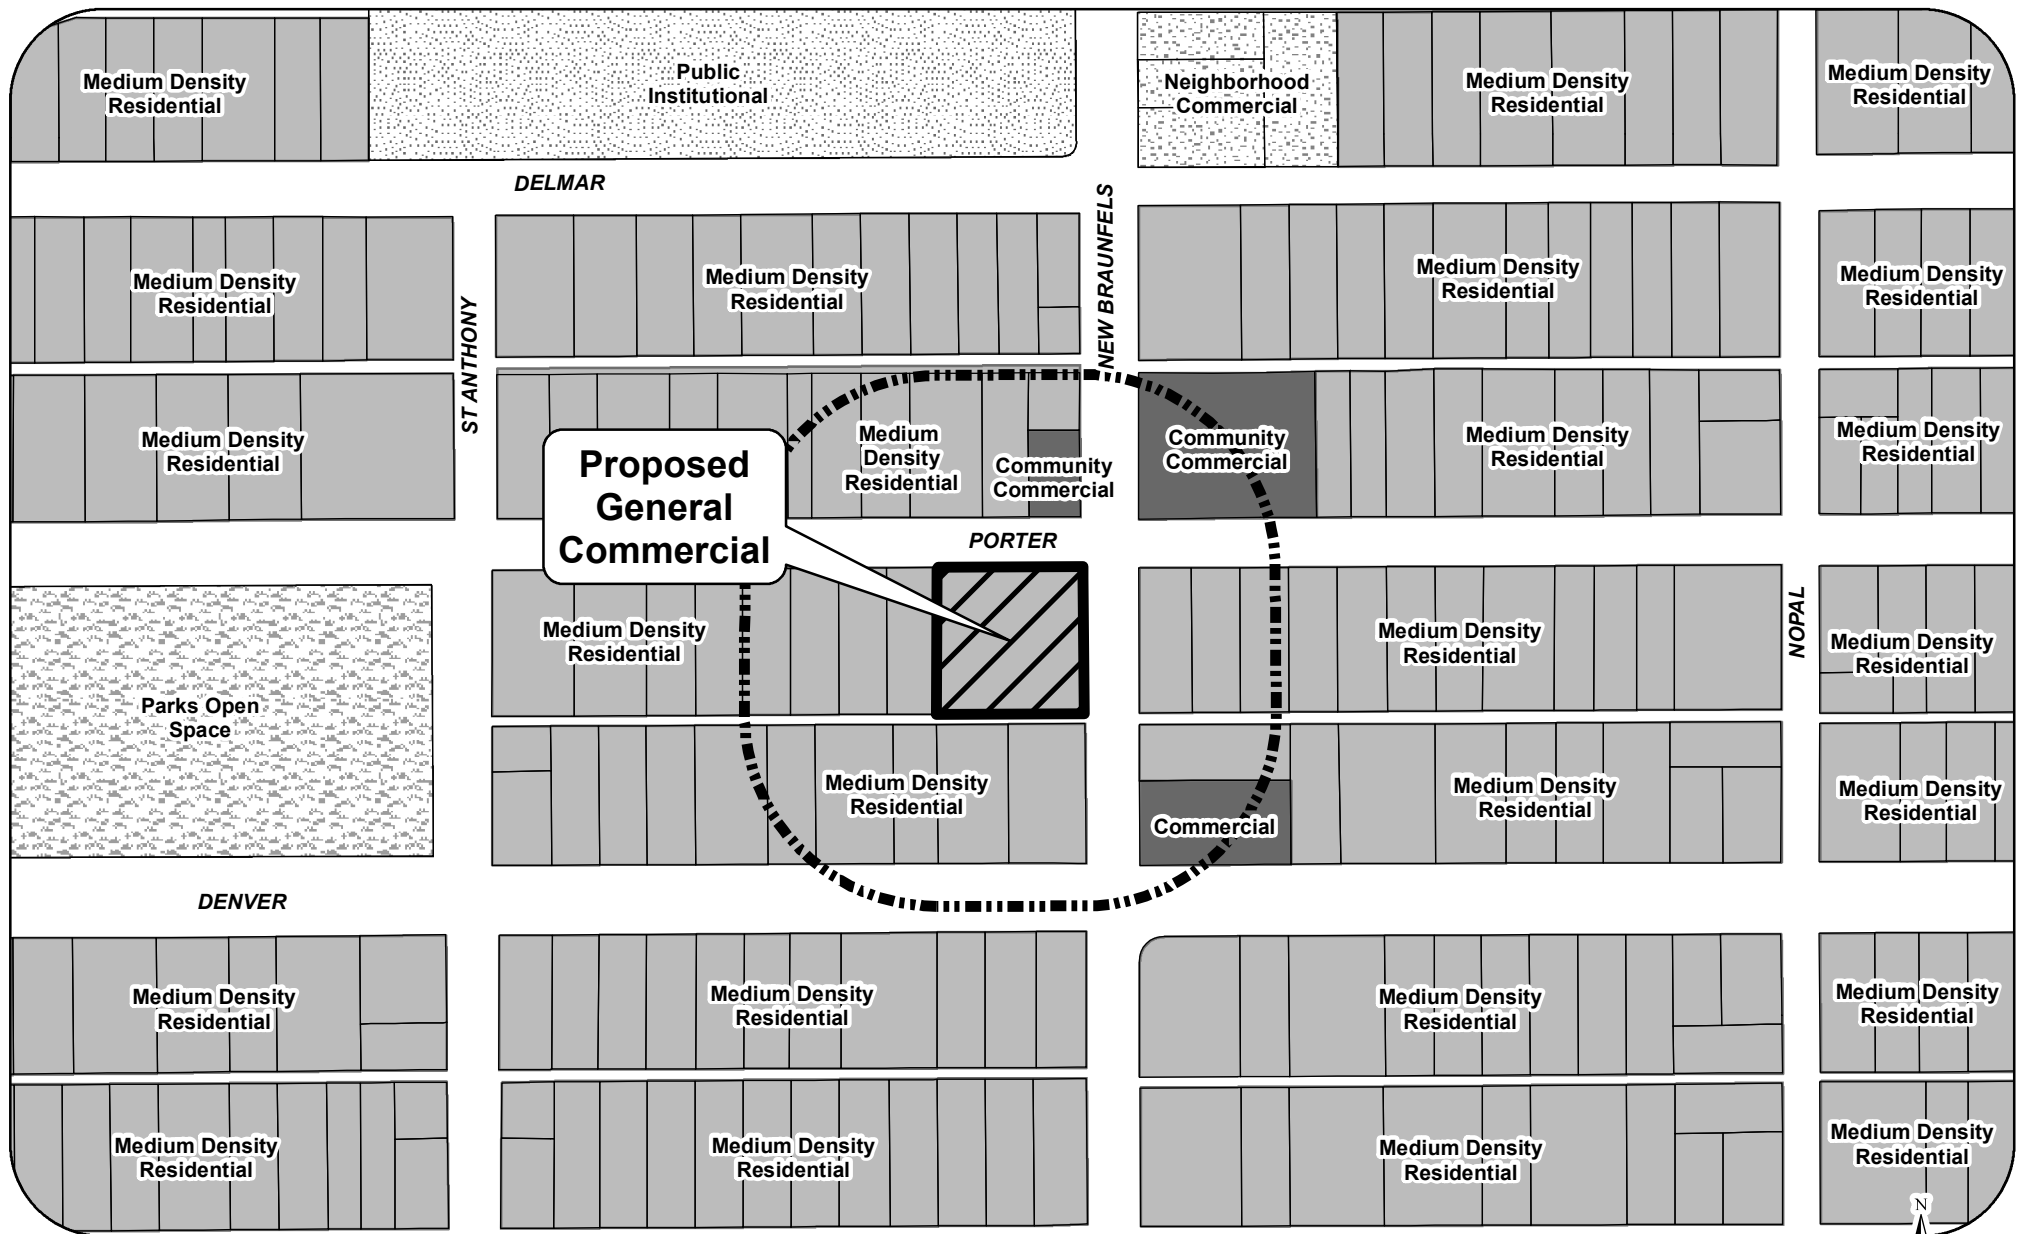 Medium Density
Residential
Public
Institutional
Neighborhood
Commercial
Medium Density
Residential
Medium Density
Residential
DELMAR
NEW BRAUNFELS
Medium Density
Residential
ST ANTHONY
Medium Density
Residential
Medium Density
Residential
Medium Density
Residential
Medium Density
Residential
Proposed
General
Commercial
Medium
Density
Residential
Community
Commercial
Community
Commercial
Medium Density
Residential
Medium Density
Residential
PORTER
Medium Density
Residential
Medium Density
Residential
NOPAL
Medium Density
Residential
Parks Open
Space
Medium Density
Residential
Commercial
Medium Density
Residential
Medium Density
Residential
DENVER
Medium Density
Residential
Medium Density
Residential
Medium Density
Residential
Medium Density
Residential
Medium Density
Residential
Medium Density
Residential
Medium Density
Residential
Medium Density
Residential
N